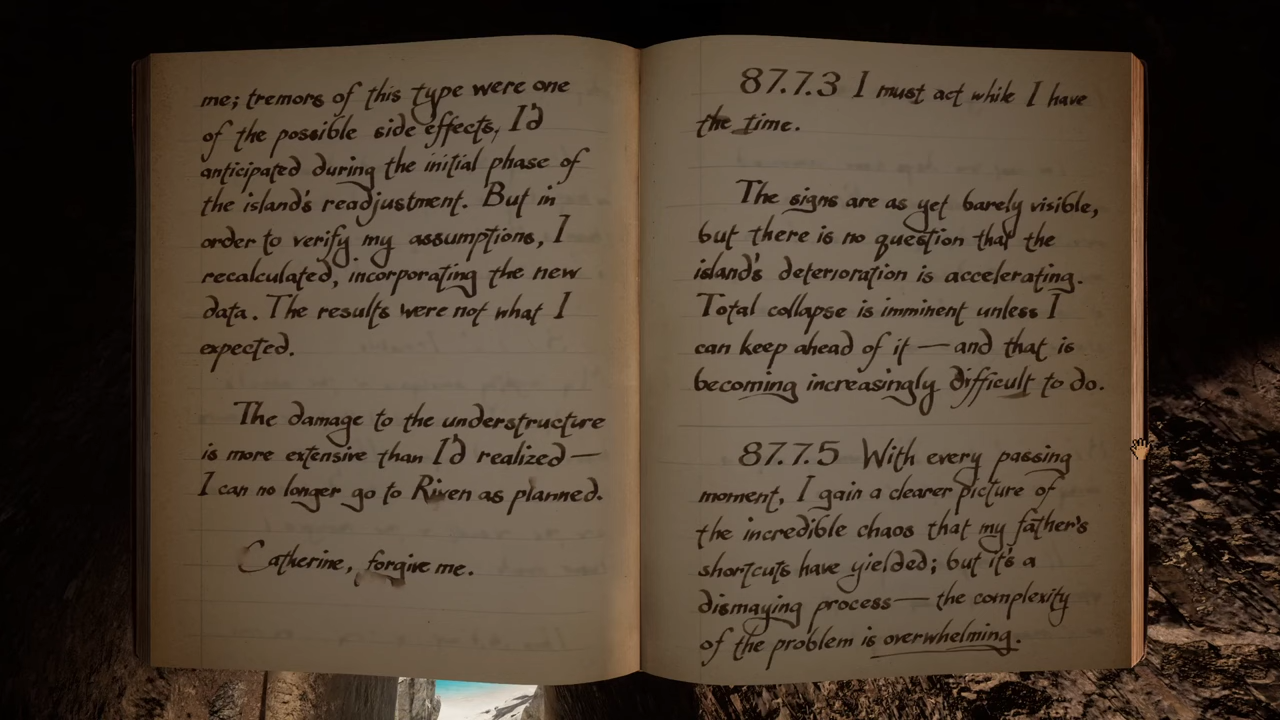 me; tremors of this type were one
of the possible side effects, I'd
anticipated during the initial phase of
the island's readjustment. But in
order to verify my assumptions, I
recalculated, incorporating the new
data. The results were not what I
expected.
The damage to the understructure
is more extensive than I'd realized —
I can no longer go to Riven as planned.
Catherine, forgive me.
87.7.3 I must act while I have
the time.
The signs are as yet barely visible,
but there is no question that the
island's deterioration is accelerating.
Total collapse is imminent unless I
can keep ahead of it — and that is
becoming increasingly difficult to do.
87.7.5 With every passing
moment, I gain a clearer picture of
the incredible chaos that my father's
shortcuts have yielded; but it's a
dismaying process — the complexity
of the problem is overwhelming.